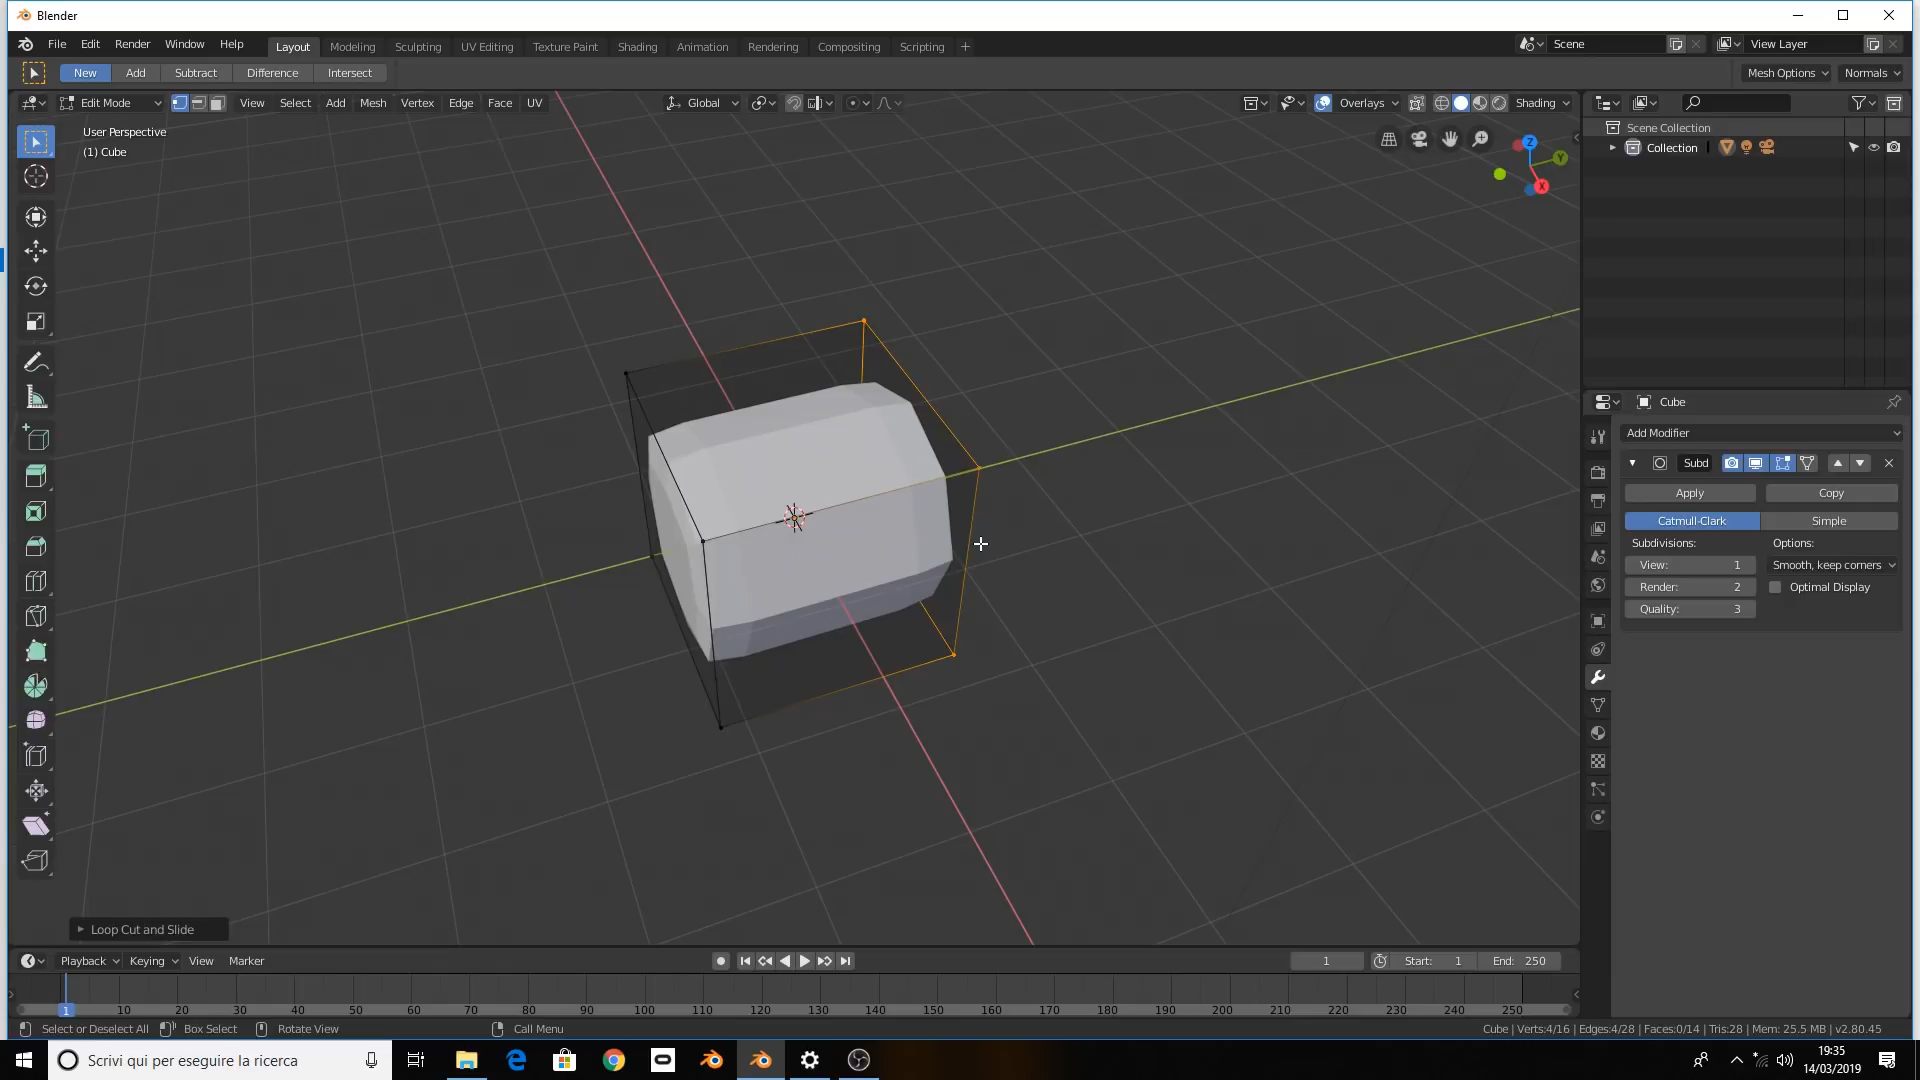 Blender
File Edit Render Window Help Layout Modeling Sculpting UV Editing Texture Paint Shading Animation Rendering Compositing Scripting + Scene View Layer
New Add Subtract Difference Intersect Mesh Options Normals
Edit Mode View Select Add Mesh Vertex Edge Face UV Global Overlays Shading
User Perspective
(1) Cube
Z
Y
X
Scene Collection
Collection
Cube
Add Modifier
Subd
Apply Copy
Catmull-Clark Simple
Subdivisions: Options:
View: 1 Smooth, keep corners
Render: 2 Optimal Display
Quality: 3
Loop Cut and Slide
Playback Keying View Marker 1 Start: 1 End: 250
1 10 20 30 40 50 60 70 80 90 100 110 120 130 140 150 160 170 180 190 200 210 220 230 240 250
Select or Deselect All Box Select Rotate View Call Menu Cube | Verts:4/16 | Edges:4/28 | Faces:0/14 | Tris:28 | Mem: 25.5 MB | v2.80.45
Scrivi qui per eseguire la ricerca
19:35
14/03/2019